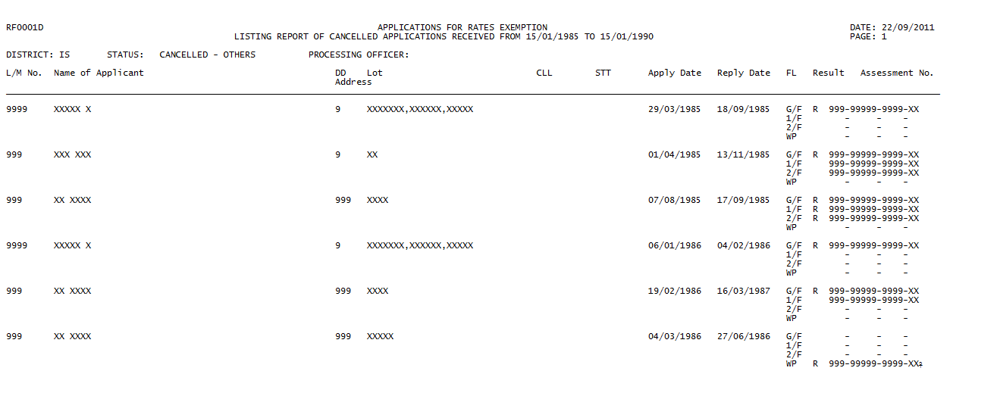 RFO001D APPLICATIONS FOR RATES EXEMPTION DATE: 22/09/2011
LISTING REPORT OF CANCELLED APPLICATIONS RECEIVED FROM 15/01/1985 TO 15/01/1990 PAGE: 1
DISTRICT: IS STATUS: CANCELLED - OTHERS PROCESSING OFFICER:
L/M No. Name of Applicant DD Lot CLL STT Apply Date Reply Date FL Result Assessment No.
Address
9999 XXXXX X 9 XXXXXXX,XXXXXX,XXXXX 29/03/1985 18/09/1985 G/F R 999-99999-9999-XX
1/F - - -
2/F - - -
WP - - -
999 XXX XXX 9 XX 01/04/1985 13/11/1985 G/F R 999-99999-9999-XX
1/F 999-99999-9999-XX
2/F 999-99999-9999-XX
WP - - -
999 XX XXXX 999 XXXX 07/08/1985 17/09/1985 G/F R 999-99999-9999-XX
1/F R 999-99999-9999-XX
2/F R 999-99999-9999-XX
WP - - -
9999 XXXXX X 9 XXXXXXX,XXXXXX,XXXXX 06/01/1986 04/02/1986 G/F R 999-99999-9999-XX
1/F - - -
2/F - - -
WP - - -
999 XX XXXX 999 XXXX 19/02/1986 16/03/1987 G/F R 999-99999-9999-XX
1/F 999-99999-9999-XX
2/F - - -
WP - - -
999 XX XXXX 999 XXXXX 04/03/1986 27/06/1986 G/F - - -
1/F - - -
2/F - - -
WP R 999-99999-9999-XX